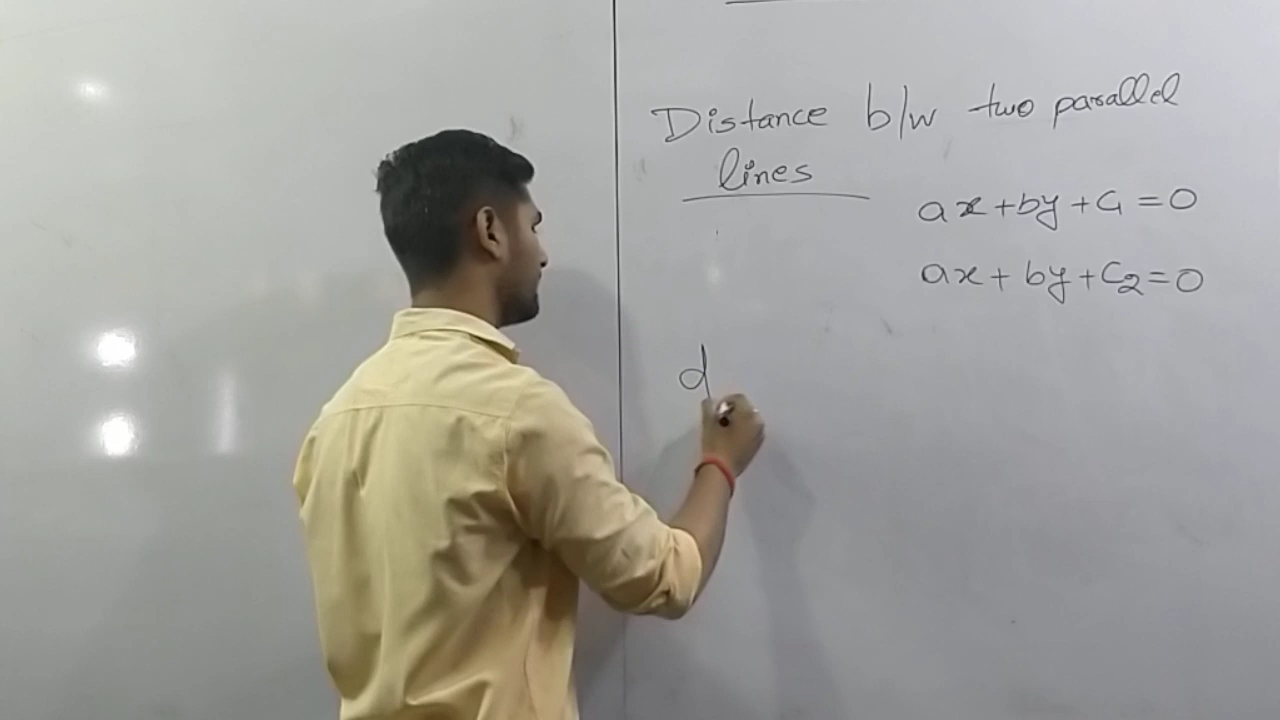 Distance b/w two parallel
lines
ax+by+C₁=0
ax+by+C₂=0
d